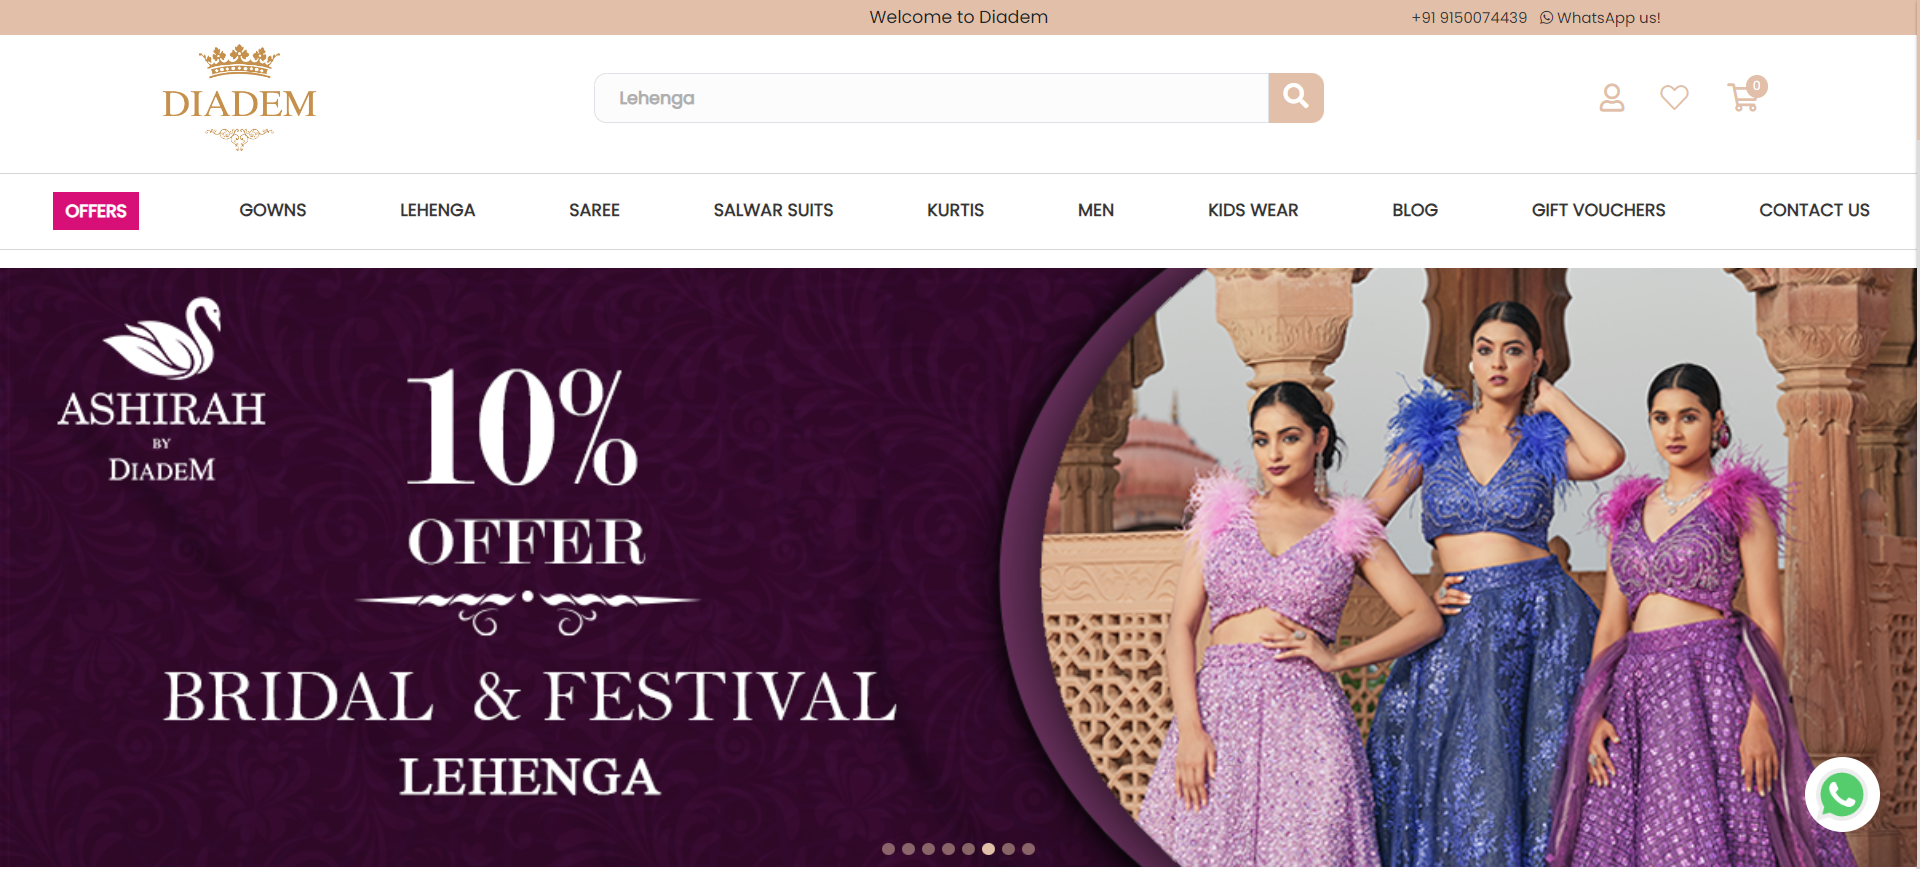 Welcome to Diadem
+91 9150074439 WhatsApp us!
DIADEM
Lehenga
0
OFFERS
GOWNS
LEHENGA
SAREE
SALWAR SUITS
KURTIS
MEN
KIDS WEAR
BLOG
GIFT VOUCHERS
CONTACT US
ASHIRAH
BY
DIADEM
10%
OFFER
BRIDAL & FESTIVAL
LEHENGA